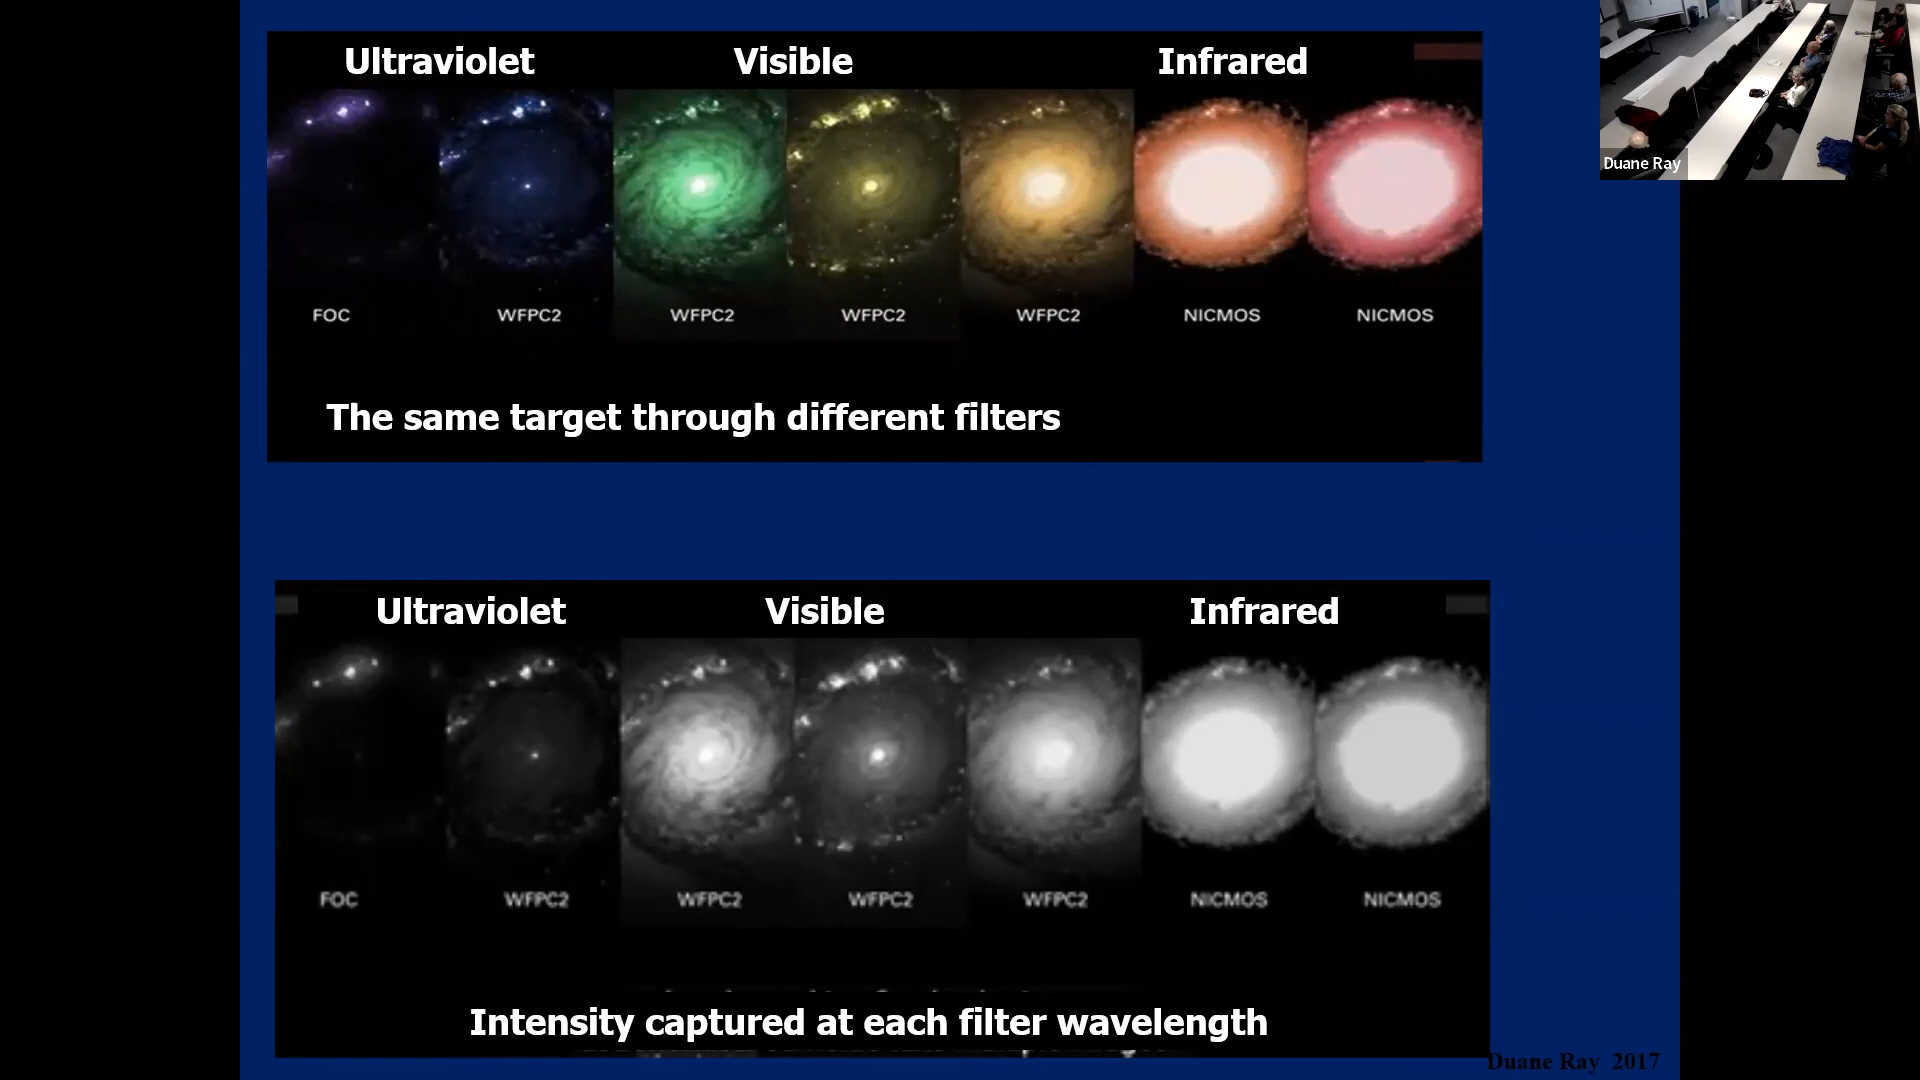 Ultraviolet Visible Infrared
FOC WFPC2 WFPC2 WFPC2 WFPC2 NICMOS NICMOS
The same target through different filters
Duane Ray
Ultraviolet Visible Infrared
FOC WFPC2 WFPC2 WFPC2 WFPC2 NICMOS NICMOS
Intensity captured at each filter wavelength
Duane Ray 2017